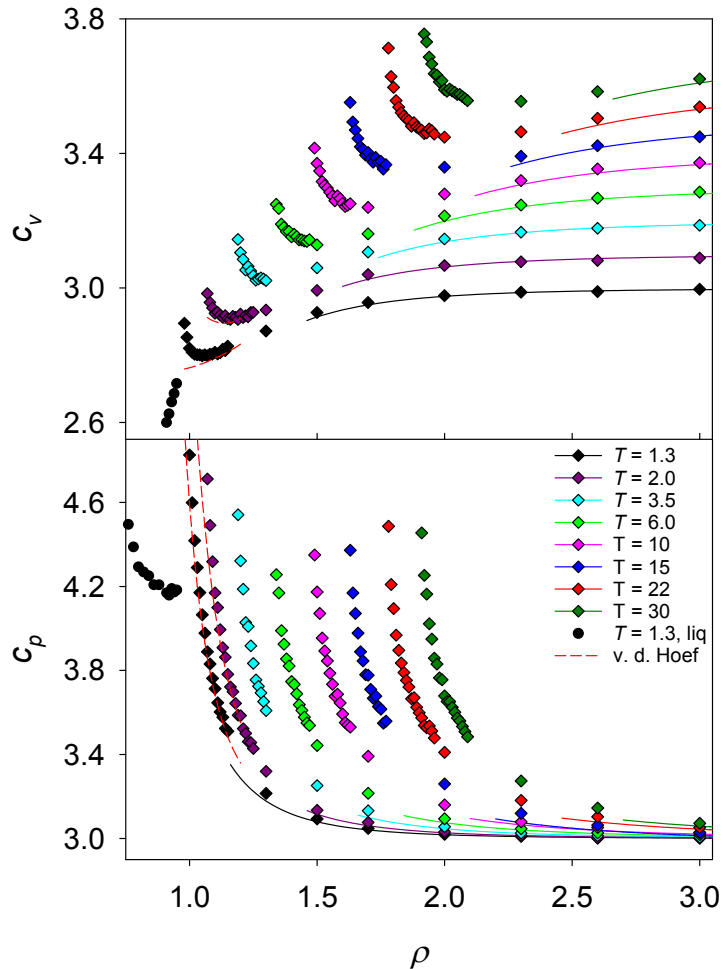 3.8
3.4
3.0
2.6
c_v
4.6
4.2
3.8
3.4
3.0
c_p
T = 1.3
T = 2.0
T = 3.5
T = 6.0
T = 10
T = 15
T = 22
T = 30
T = 1.3, liq
v. d. Hoef
1.0 1.5 2.0 2.5 3.0
ρ